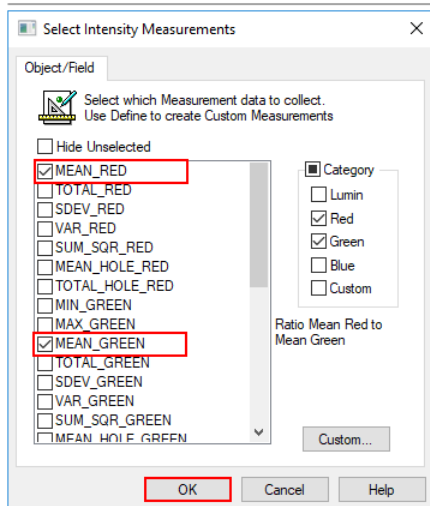 Select Intensity Measurements
Object/Field
Select which Measurement data to collect.
Use Define to create Custom Measurements
Hide Unselected
MEAN_RED
TOTAL_RED
SDEV_RED
VAR_RED
SUM_SQR_RED
MEAN_HOLE_RED
TOTAL_HOLE_RED
MIN_GREEN
MAX_GREEN
MEAN_GREEN
TOTAL_GREEN
SDEV_GREEN
VAR_GREEN
SUM_SQR_GREEN
MEAN_HOLE_GREEN
Category
Lumin
Red
Green
Blue
Custom
Ratio Mean Red to
Mean Green
Custom...
OK
Cancel
Help